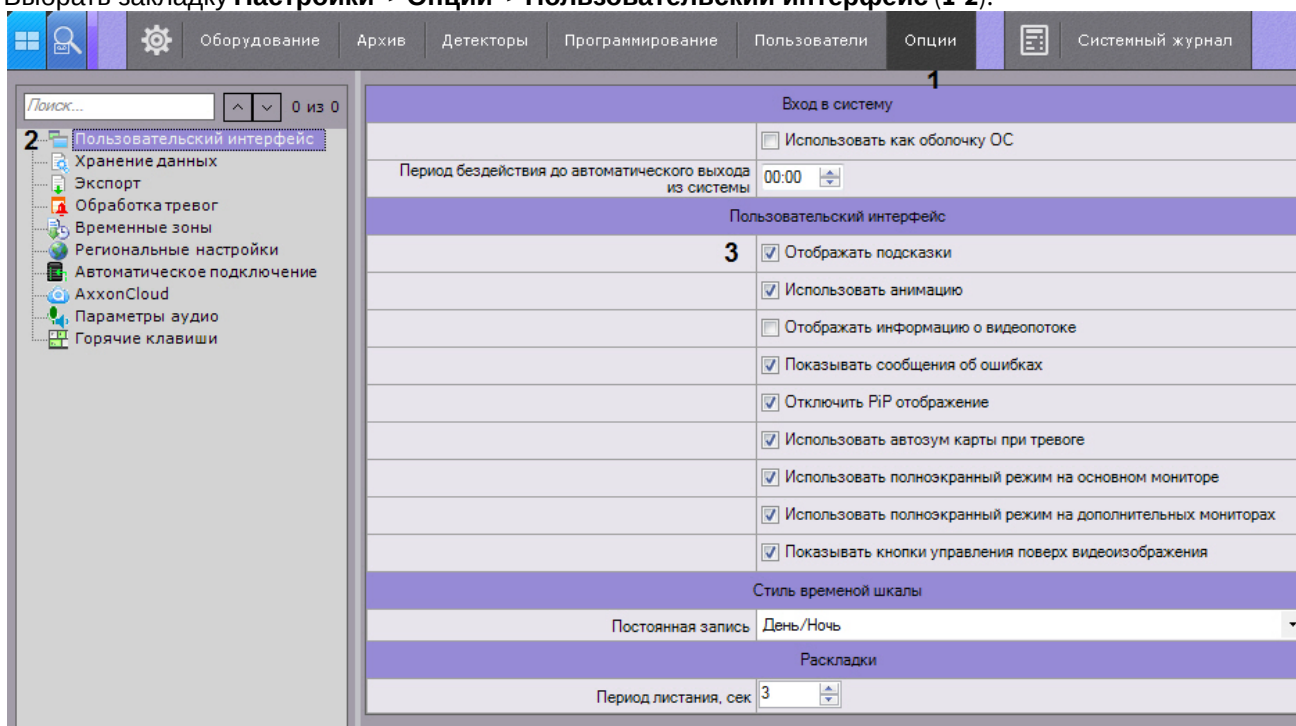 Выбрать закладку Настройки -> Опции -> Пользовательский интерфейс (1-2).
Оборудование Архив Детекторы Программирование Пользователи Опции Системный журнал
1
Поиск... 0 из 0
2 Пользовательский интерфейс
Хранение данных
Экспорт
Обработка тревог
Временные зоны
Региональные настройки
Автоматическое подключение
AxxonCloud
Параметры аудио
Горячие клавиши
Вход в систему
Использовать как оболочку ОС
Период бездействия до автоматического выхода из системы 00:00
Пользовательский интерфейс
3 Отображать подсказки
Использовать анимацию
Отображать информацию о видеопотоке
Показывать сообщения об ошибках
Отключить PiP отображение
Использовать автозум карты при тревоге
Использовать полноэкранный режим на основном мониторе
Использовать полноэкранный режим на дополнительных мониторах
Показывать кнопки управления поверх видеоизображения
Стиль временой шкалы
Постоянная запись День/Ночь
Раскладки
Период листания, сек 3